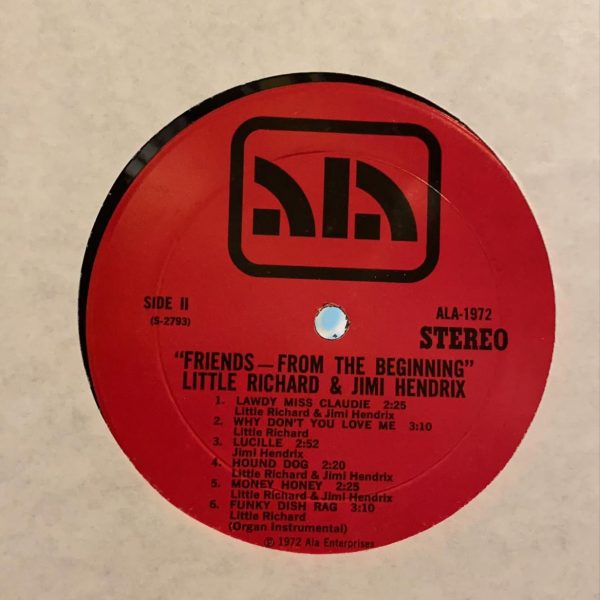 ala
SIDE II
(S-2793)
ALA-1972
STEREO
"FRIENDS—FROM THE BEGINNING"
LITTLE RICHARD & JIMI HENDRIX
1. LAWDY MISS CLAUDIE 2:25
Little Richard & Jimi Hendrix
2. WHY DON'T YOU LOVE ME 3:10
Little Richard
3. LUCILLE 2:52
Jimi Hendrix
4. HOUND DOG 2:20
Little Richard & Jimi Hendrix
5. MONEY HONEY 2:25
Little Richard & Jimi Hendrix
6. FUNKY DISH RAG 3:10
Little Richard
(Organ Instrumental)
℗ 1972 Ala Enterprises